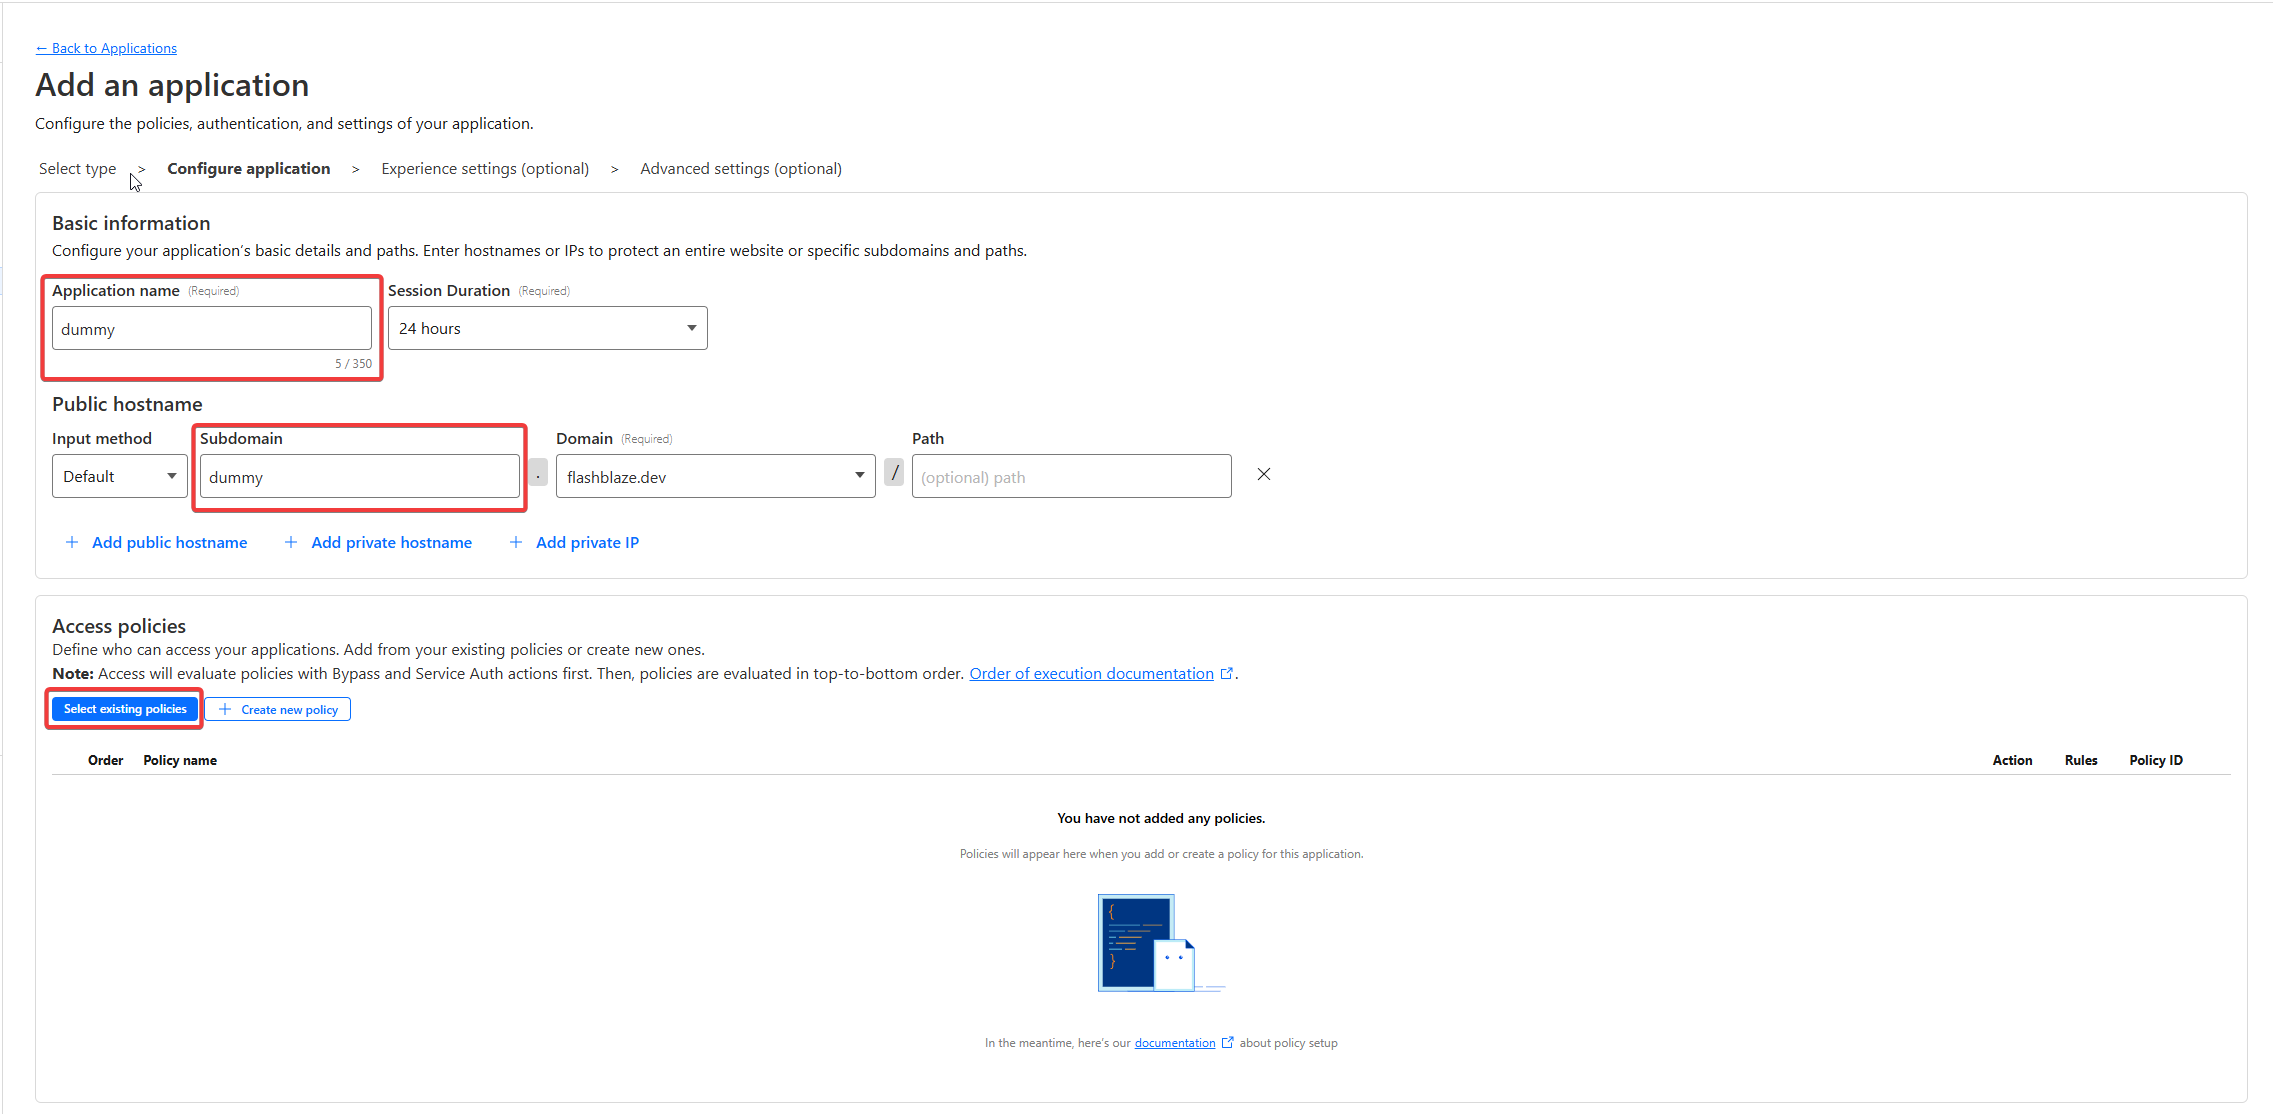 ← Back to Applications
Add an application
Configure the policies, authentication, and settings of your application.
Select type > Configure application > Experience settings (optional) > Advanced settings (optional)
Basic information
Configure your application's basic details and paths. Enter hostnames or IPs to protect an entire website or specific subdomains and paths.
Application name (Required) Session Duration (Required)
dummy 24 hours
5 / 350
Public hostname
Input method Subdomain Domain (Required) Path
Default dummy . flashblaze.dev / (optional) path
+ Add public hostname + Add private hostname + Add private IP
Access policies
Define who can access your applications. Add from your existing policies or create new ones.
Note: Access will evaluate policies with Bypass and Service Auth actions first. Then, policies are evaluated in top-to-bottom order. Order of execution documentation.
Select existing policies + Create new policy
Order Policy name Action Rules Policy ID
You have not added any policies.
Policies will appear here when you add or create a policy for this application.
{
}
In the meantime, here's our documentation about policy setup